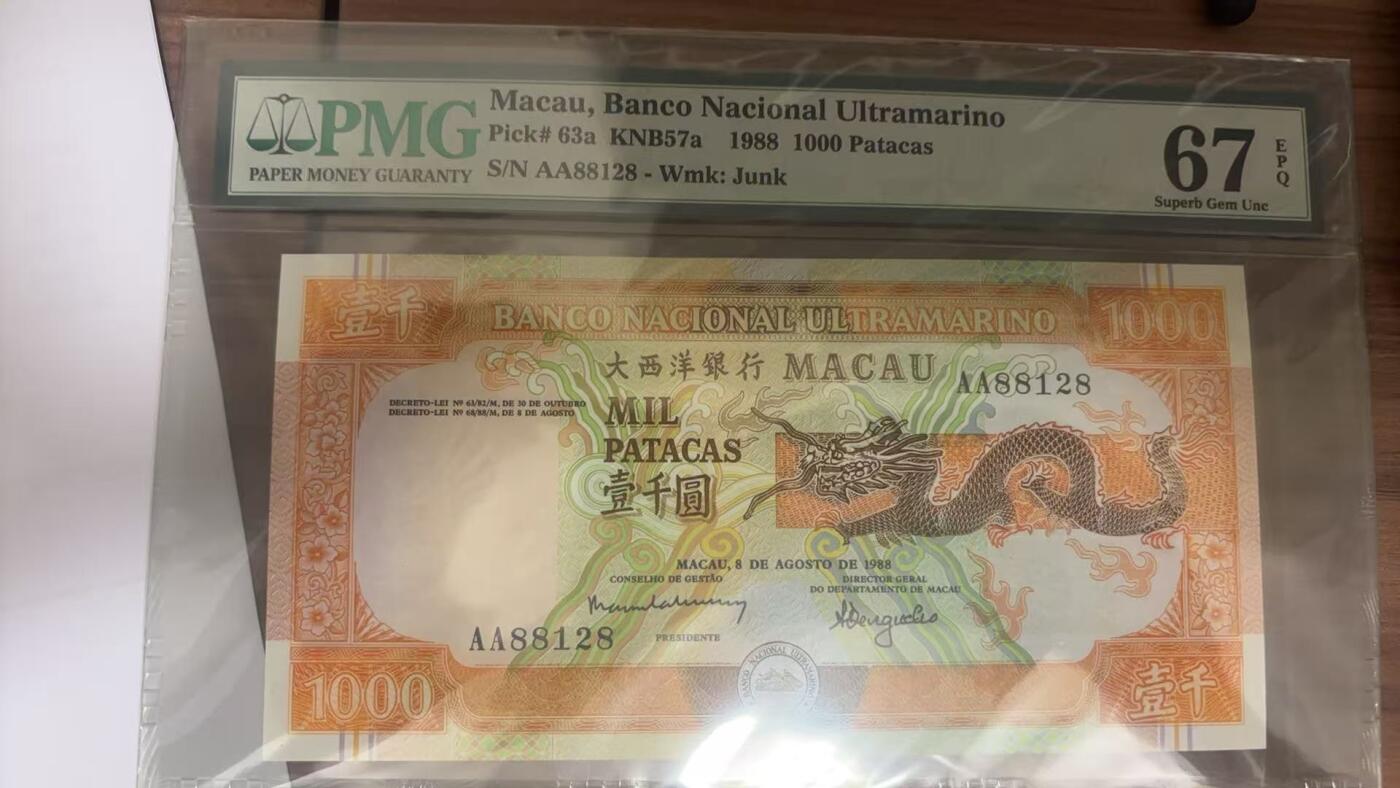 PMG
PAPER MONEY GUARANTY
Macau, Banco Nacional Ultramarino
Pick# 63a KNB57a 1988 1000 Patacas
S/N AA88128 - Wmk: Junk
67
EPQ
Superb Gem Unc
壹千
BANCO NACIONAL ULTRAMARINO
1000
大西洋銀行 MACAU
AA88128
DECRETO-LEI Nº 63/82/M, DE 30 DE OUTUBRO
DECRETO-LEI Nº 68/88/M, DE 8 DE AGOSTO
MIL
PATACAS
壹千圓
MACAU, 8 DE AGOSTO DE 1988
CONSELHO DE GESTÃO
DIRECTOR GERAL
DO DEPARTAMENTO DE MACAU
AA88128
PRESIDENTE
BANCO NACIONAL ULTRAMARINO
1000
壹千